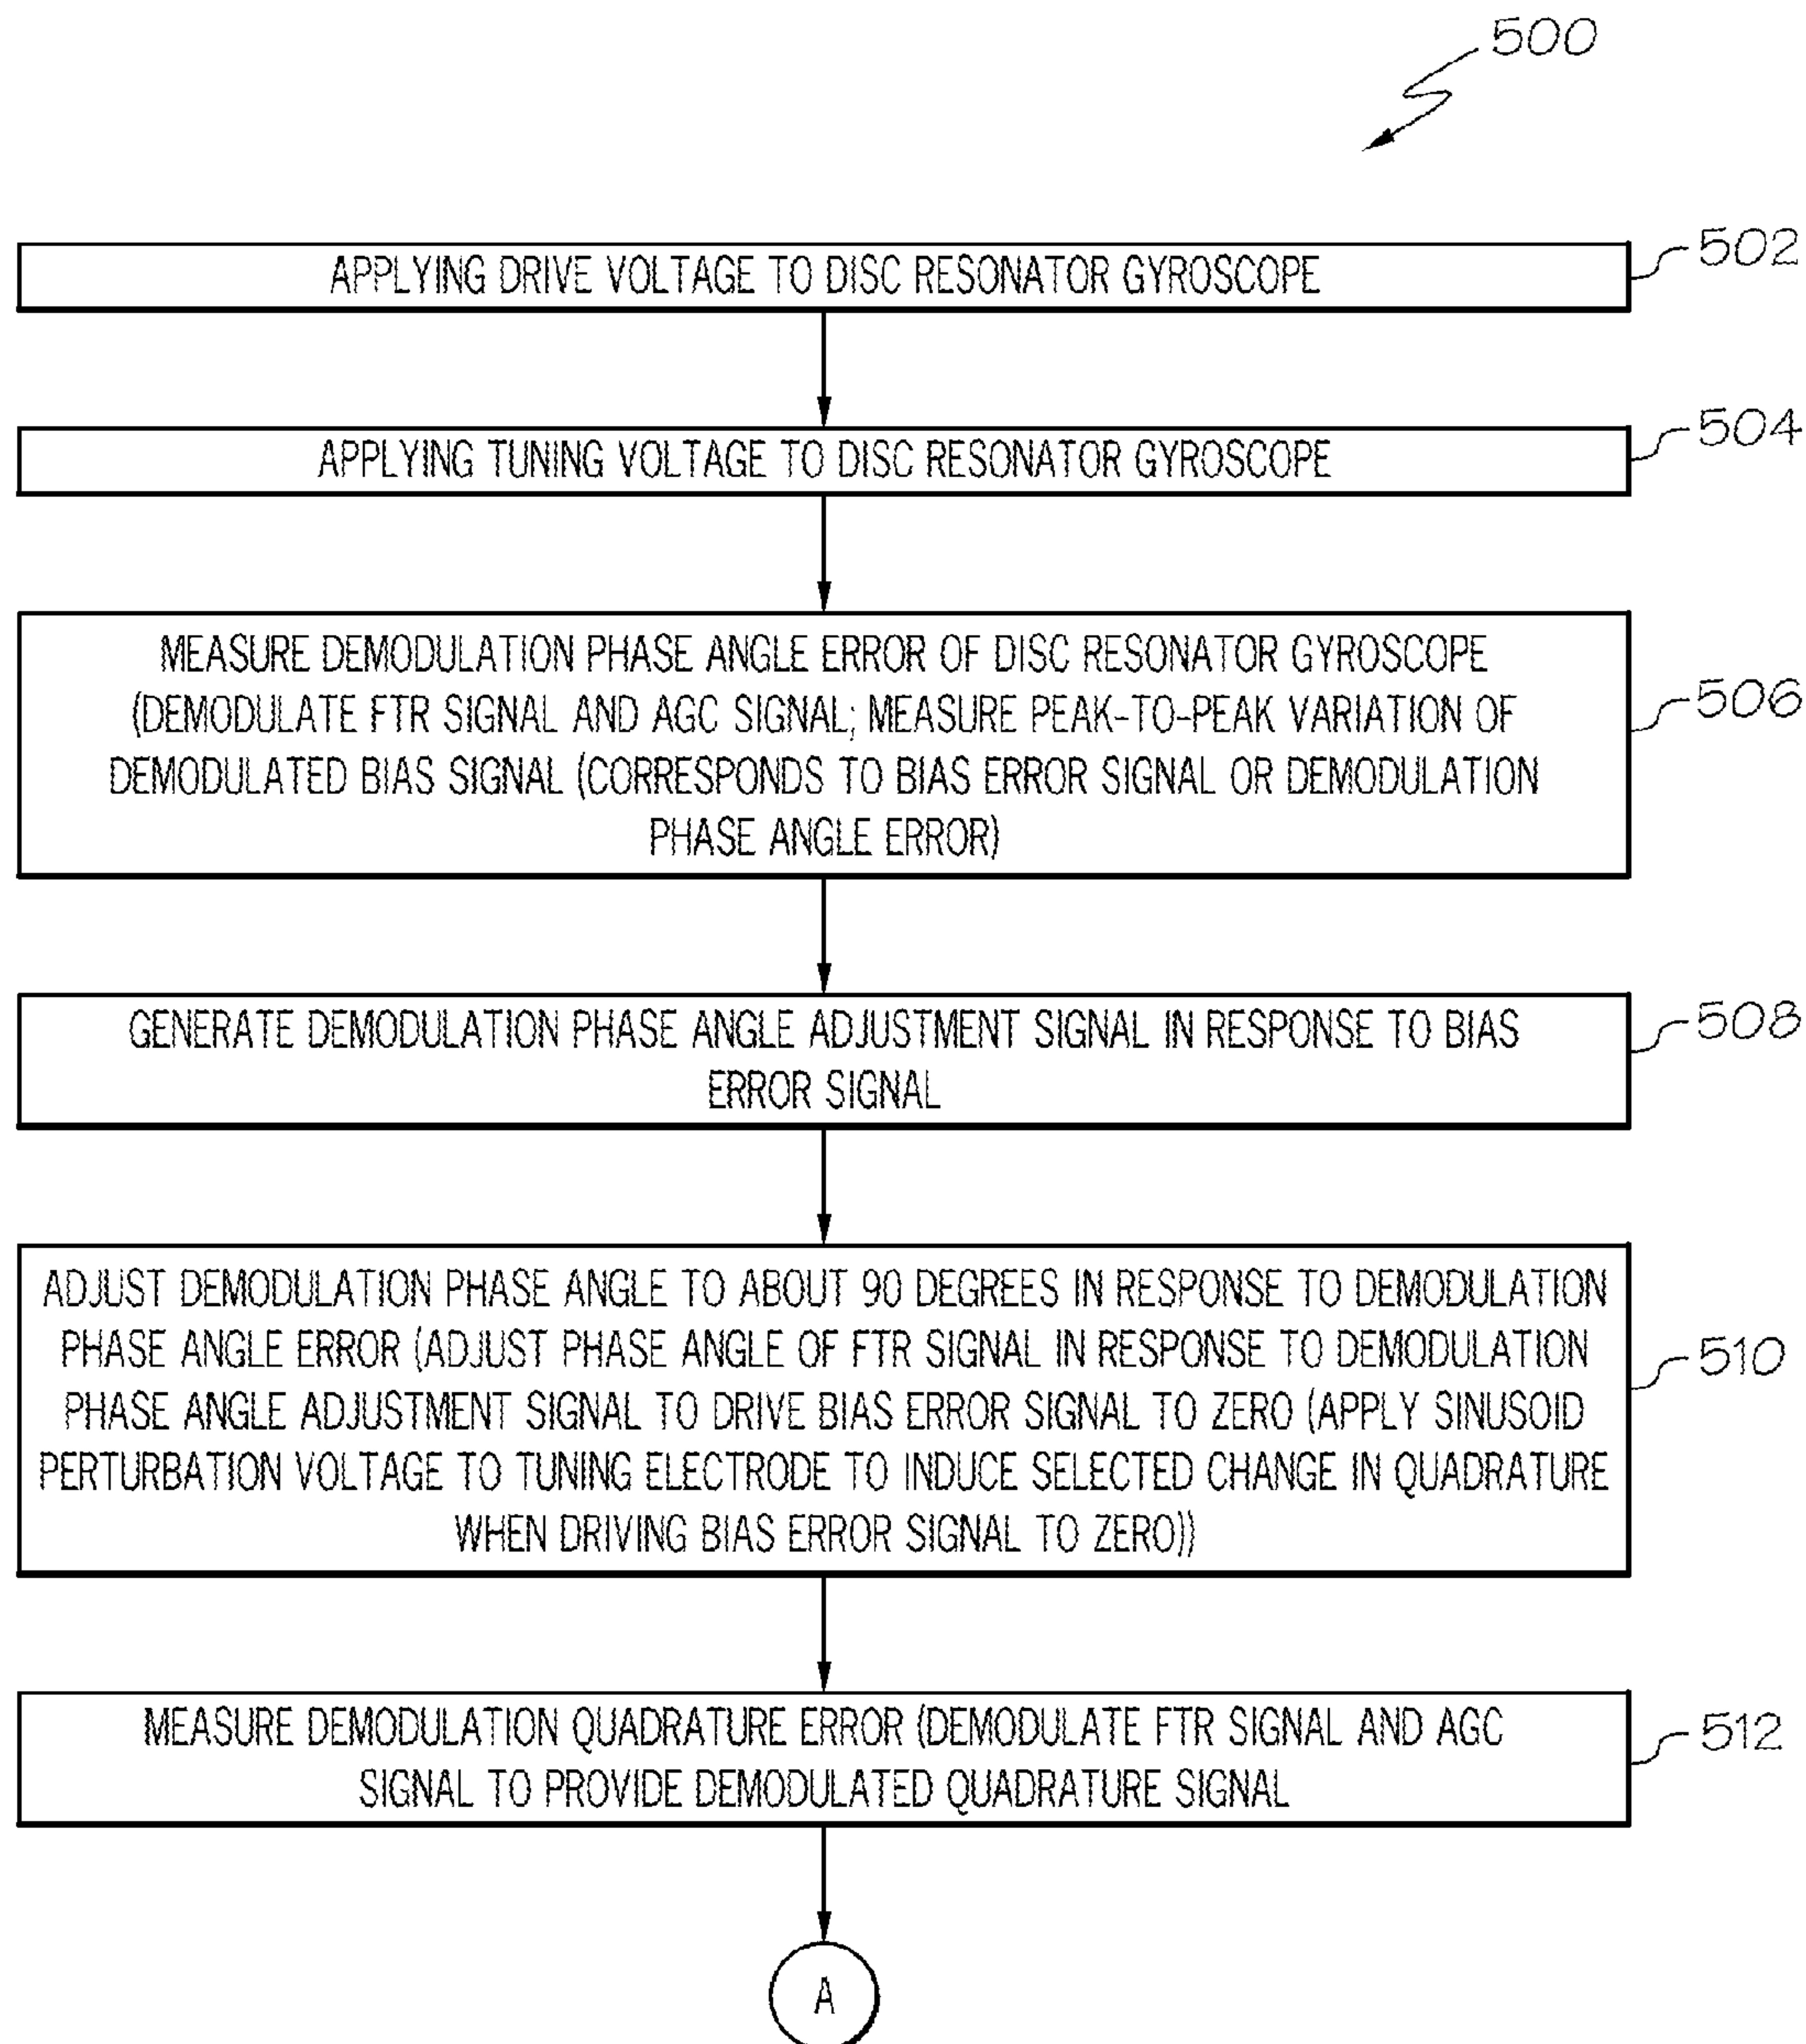 500
APPLYING DRIVE VOLTAGE TO DISC RESONATOR GYROSCOPE
502
APPLYING TUNING VOLTAGE TO DISC RESONATOR GYROSCOPE
504
MEASURE DEMODULATION PHASE ANGLE ERROR OF DISC RESONATOR GYROSCOPE
(DEMODULATE FTR SIGNAL AND AGC SIGNAL; MEASURE PEAK-TO-PEAK VARIATION OF
DEMODULATED BIAS SIGNAL (CORRESPONDS TO BIAS ERROR SIGNAL OR DEMODULATION
PHASE ANGLE ERROR)
506
GENERATE DEMODULATION PHASE ANGLE ADJUSTMENT SIGNAL IN RESPONSE TO BIAS
ERROR SIGNAL
508
ADJUST DEMODULATION PHASE ANGLE TO ABOUT 90 DEGREES IN RESPONSE TO DEMODULATION
PHASE ANGLE ERROR (ADJUST PHASE ANGLE OF FTR SIGNAL IN RESPONSE TO DEMODULATION
PHASE ANGLE ADJUSTMENT SIGNAL TO DRIVE BIAS ERROR SIGNAL TO ZERO (APPLY SINUSOID
PERTURBATION VOLTAGE TO TUNING ELECTRODE TO INDUCE SELECTED CHANGE IN QUADRATURE
WHEN DRIVING BIAS ERROR SIGNAL TO ZERO))
510
MEASURE DEMODULATION QUADRATURE ERROR (DEMODULATE FTR SIGNAL AND AGC
SIGNAL TO PROVIDE DEMODULATED QUADRATURE SIGNAL
512
A